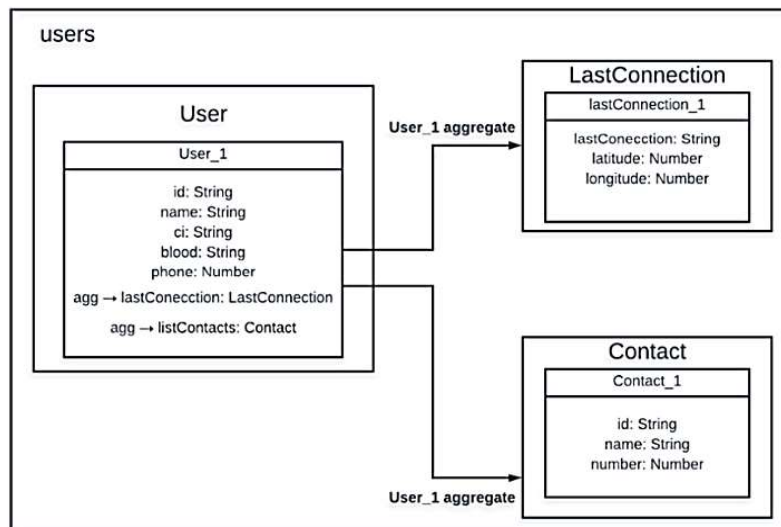 users
User
User_1
id: String
name: String
ci: String
blood: String
phone: Number
agg → lastConecction: LastConnection
agg → listContacts: Contact
User_1 aggregate
LastConnection
lastConnection_1
lastConecction: String
latitude: Number
longitude: Number
User_1 aggregate
Contact
Contact_1
id: String
name: String
number: Number